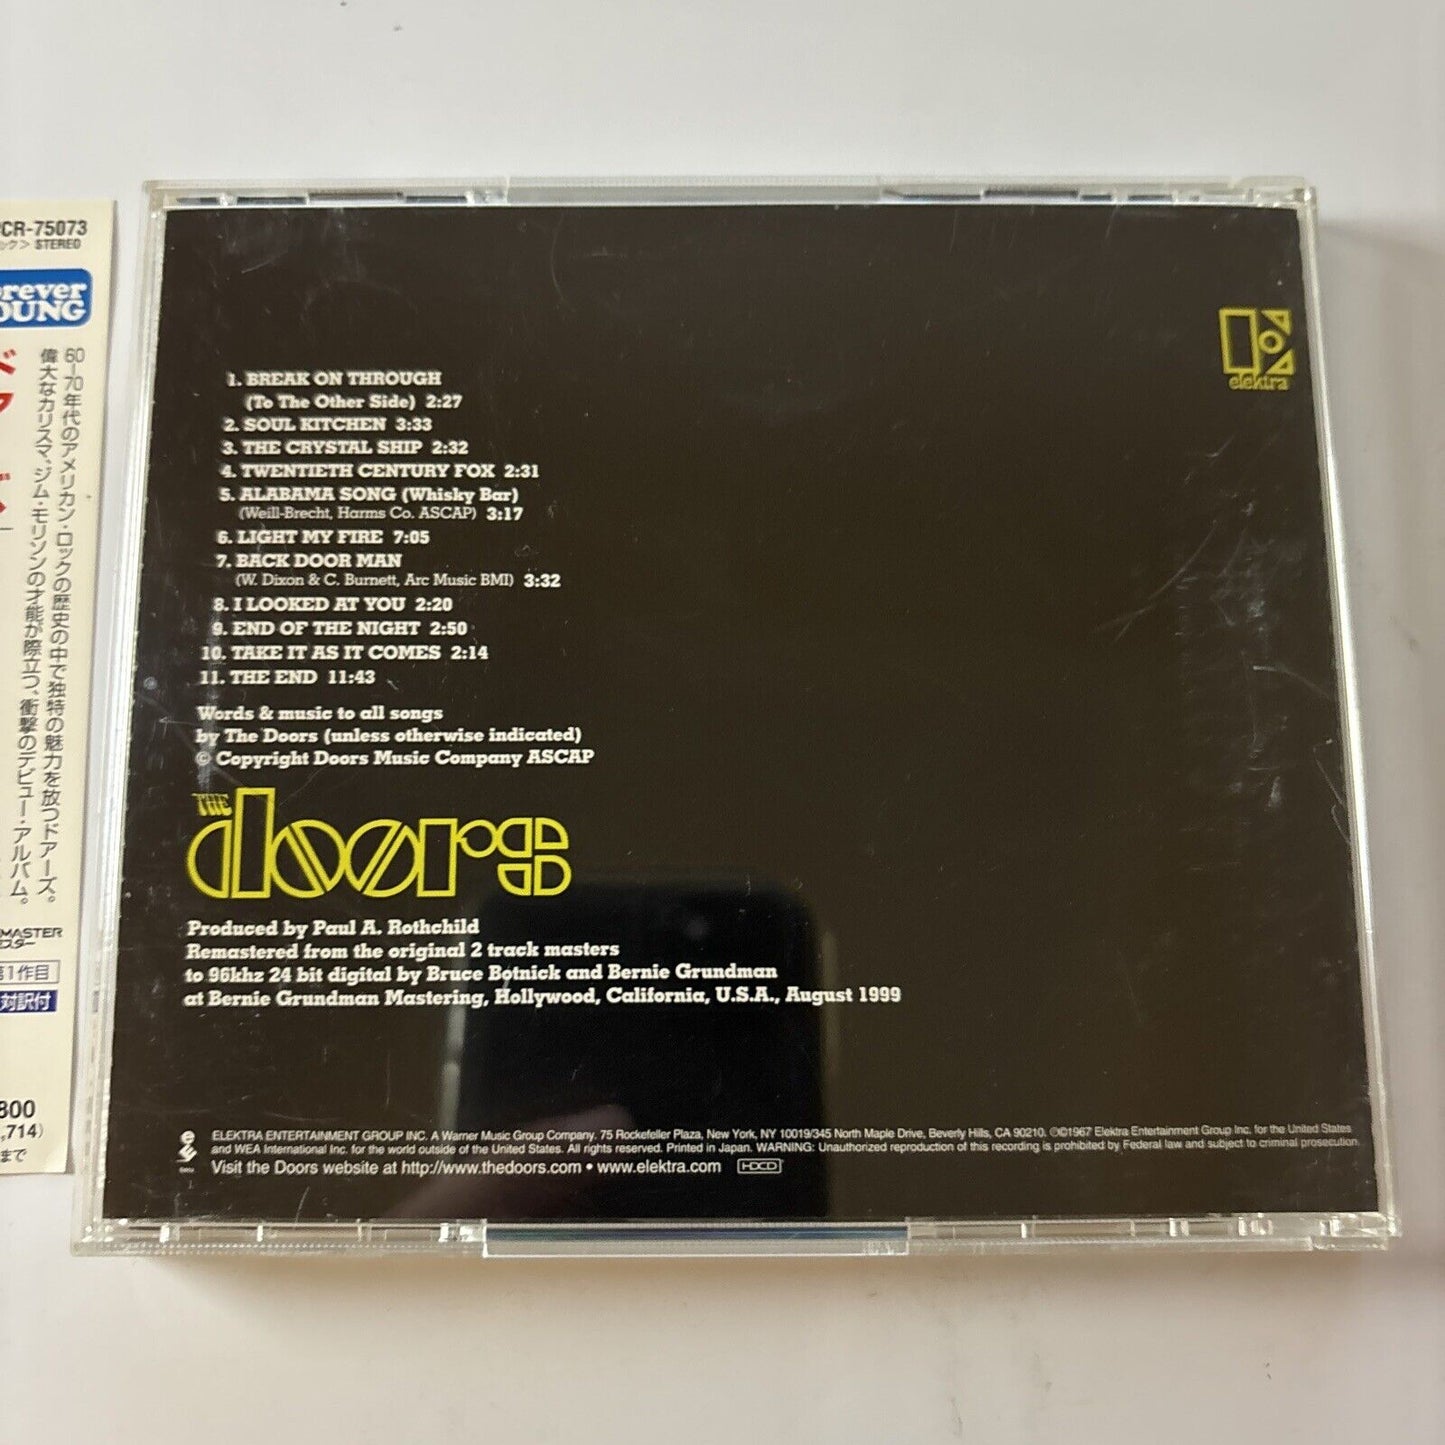 CR-75073
ック> STEREO
orever
OUNG
60–70年代のアメリカン・ロックの歴史の中で独特の魅力を放つドアーズ。
偉大なカリスマ、ジム・モリソンの才能が際立つ、衝撃のデビュー・アルバム。
MASTER
スター
第1作目
対訳付
800
,714)
まで
1. BREAK ON THROUGH
(To The Other Side) 2:27
2. SOUL KITCHEN 3:33
3. THE CRYSTAL SHIP 2:32
4. TWENTIETH CENTURY FOX 2:31
5. ALABAMA SONG (Whisky Bar)
(Weill-Brecht, Harms Co. ASCAP) 3:17
6. LIGHT MY FIRE 7:05
7. BACK DOOR MAN
(W. Dixon & C. Burnett, Arc Music BMI) 3:32
8. I LOOKED AT YOU 2:20
9. END OF THE NIGHT 2:50
10. TAKE IT AS IT COMES 2:14
11. THE END 11:43
elektra
Words & music to all songs
by The Doors (unless otherwise indicated)
© Copyright Doors Music Company ASCAP
THE
doors
Produced by Paul A. Rothchild
Remastered from the original 2 track masters
to 96khz 24 bit digital by Bruce Botnick and Bernie Grundman
at Bernie Grundman Mastering, Hollywood, California, U.S.A., August 1999
ELEKTRA ENTERTAINMENT GROUP INC. A Warner Music Group Company. 75 Rockefeller Plaza, New York, NY 10019/345 North Maple Drive, Beverly Hills, CA 90210. ℗©1967 Elektra Entertainment Group Inc. for the United States
and WEA International Inc. for the world outside of the United States. All rights reserved. Printed in Japan. WARNING: Unauthorized reproduction of this recording is prohibited by Federal law and subject to criminal prosecution.
Visit the Doors website at http://www.thedoors.com • www.elektra.com HDCD